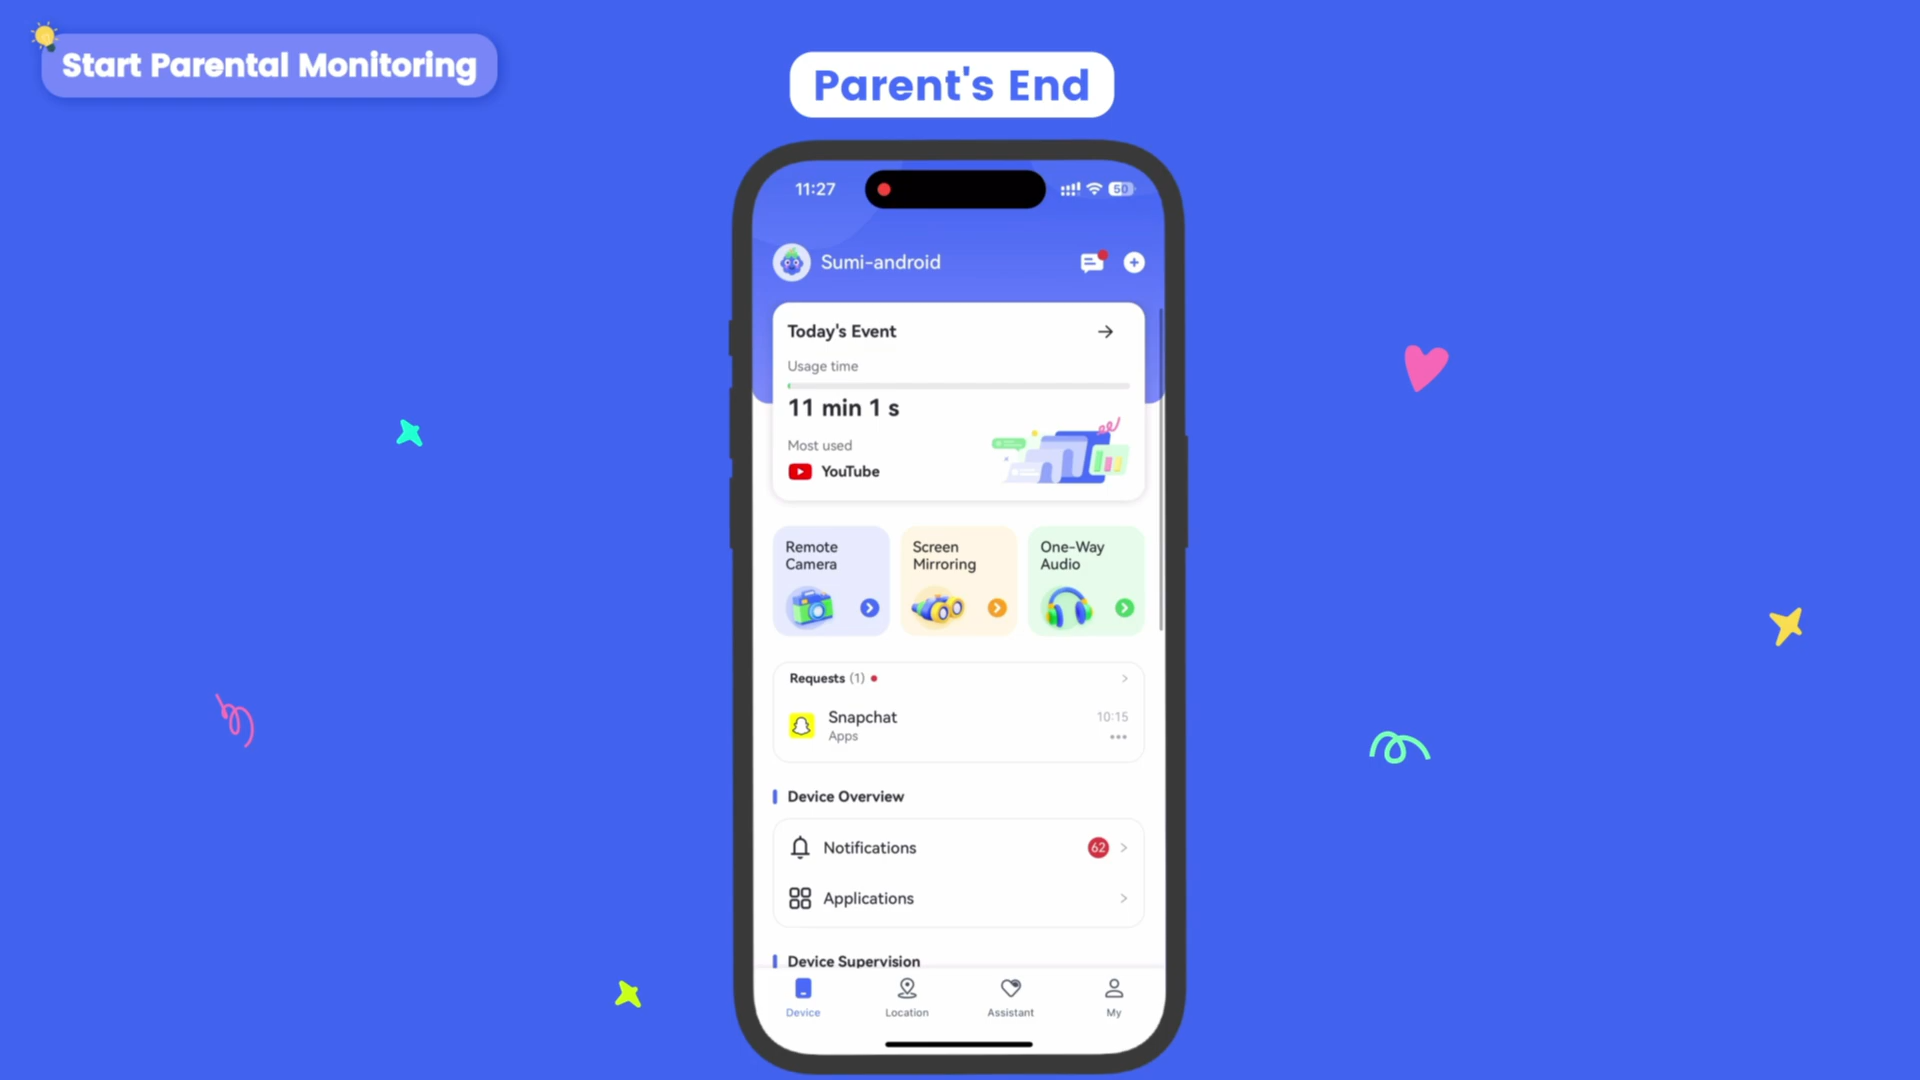 Start Parental Monitoring
Parent's End
11:27
50
Sumi-android
Today's Event
Usage time
11 min 1 s
Most used
YouTube
Remote
Camera
Screen
Mirroring
One-Way
Audio
Requests (1)
Snapchat
10:15
Apps
Device Overview
Notifications
62
Applications
Device Supervision
Device
Location
Assistant
My